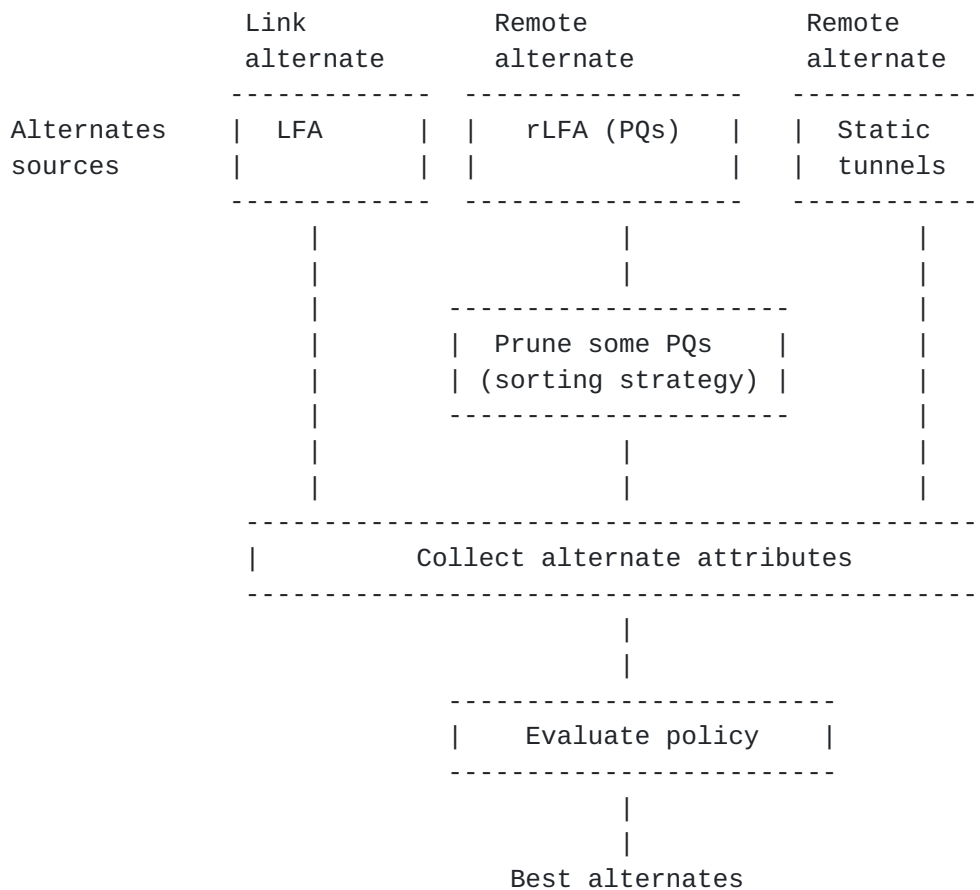 Link Remote Remote
alternate alternate alternate
Alternates LFA rLFA (PQs) Static
sources tunnels
Prune some PQs
(sorting strategy)
Collect alternate attributes
Evaluate policy
Best alternates